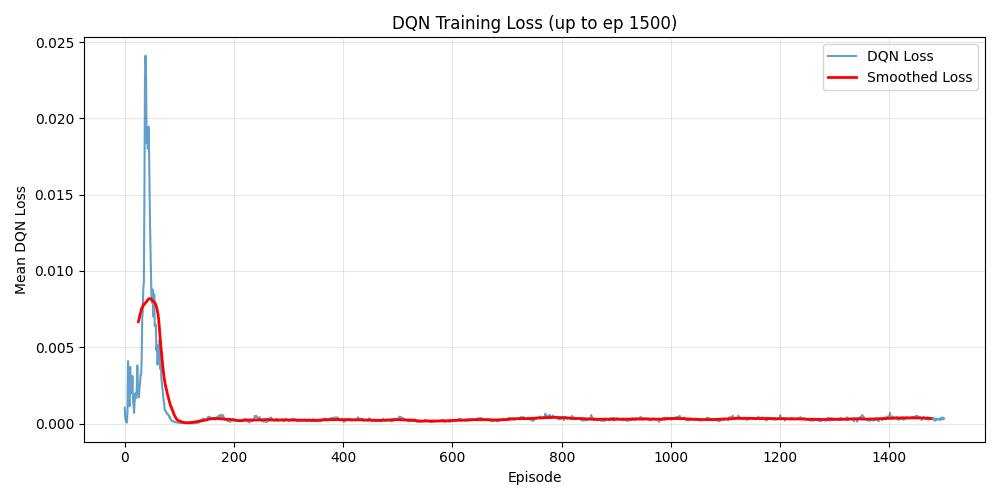 DQN Training Loss (up to ep 1500)
DQN Loss
Smoothed Loss
Mean DQN Loss
0.025
0.020
0.015
0.010
0.005
0.000
0 200 400 600 800 1000 1200 1400
Episode